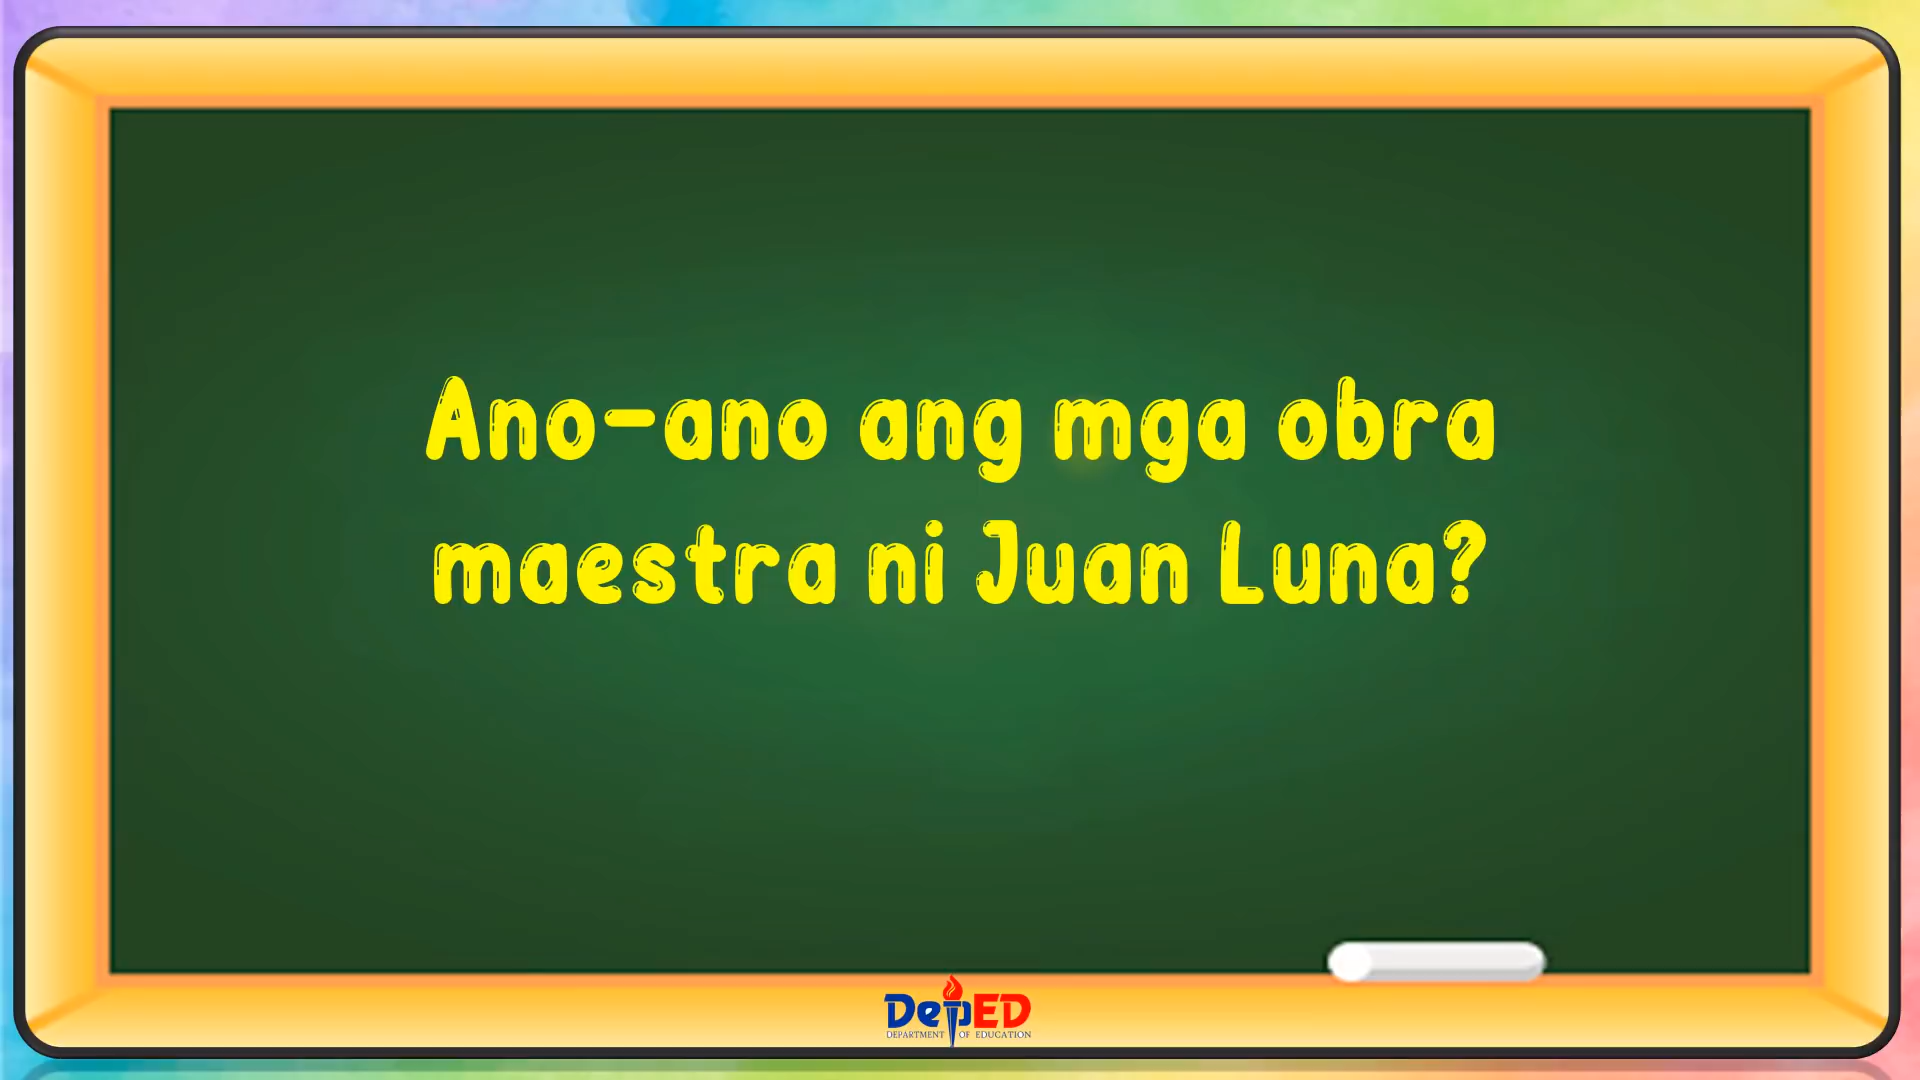 Ano-ano ang mga obra
maestra ni Juan Luna?
DepED
DEPARTMENT OF EDUCATION